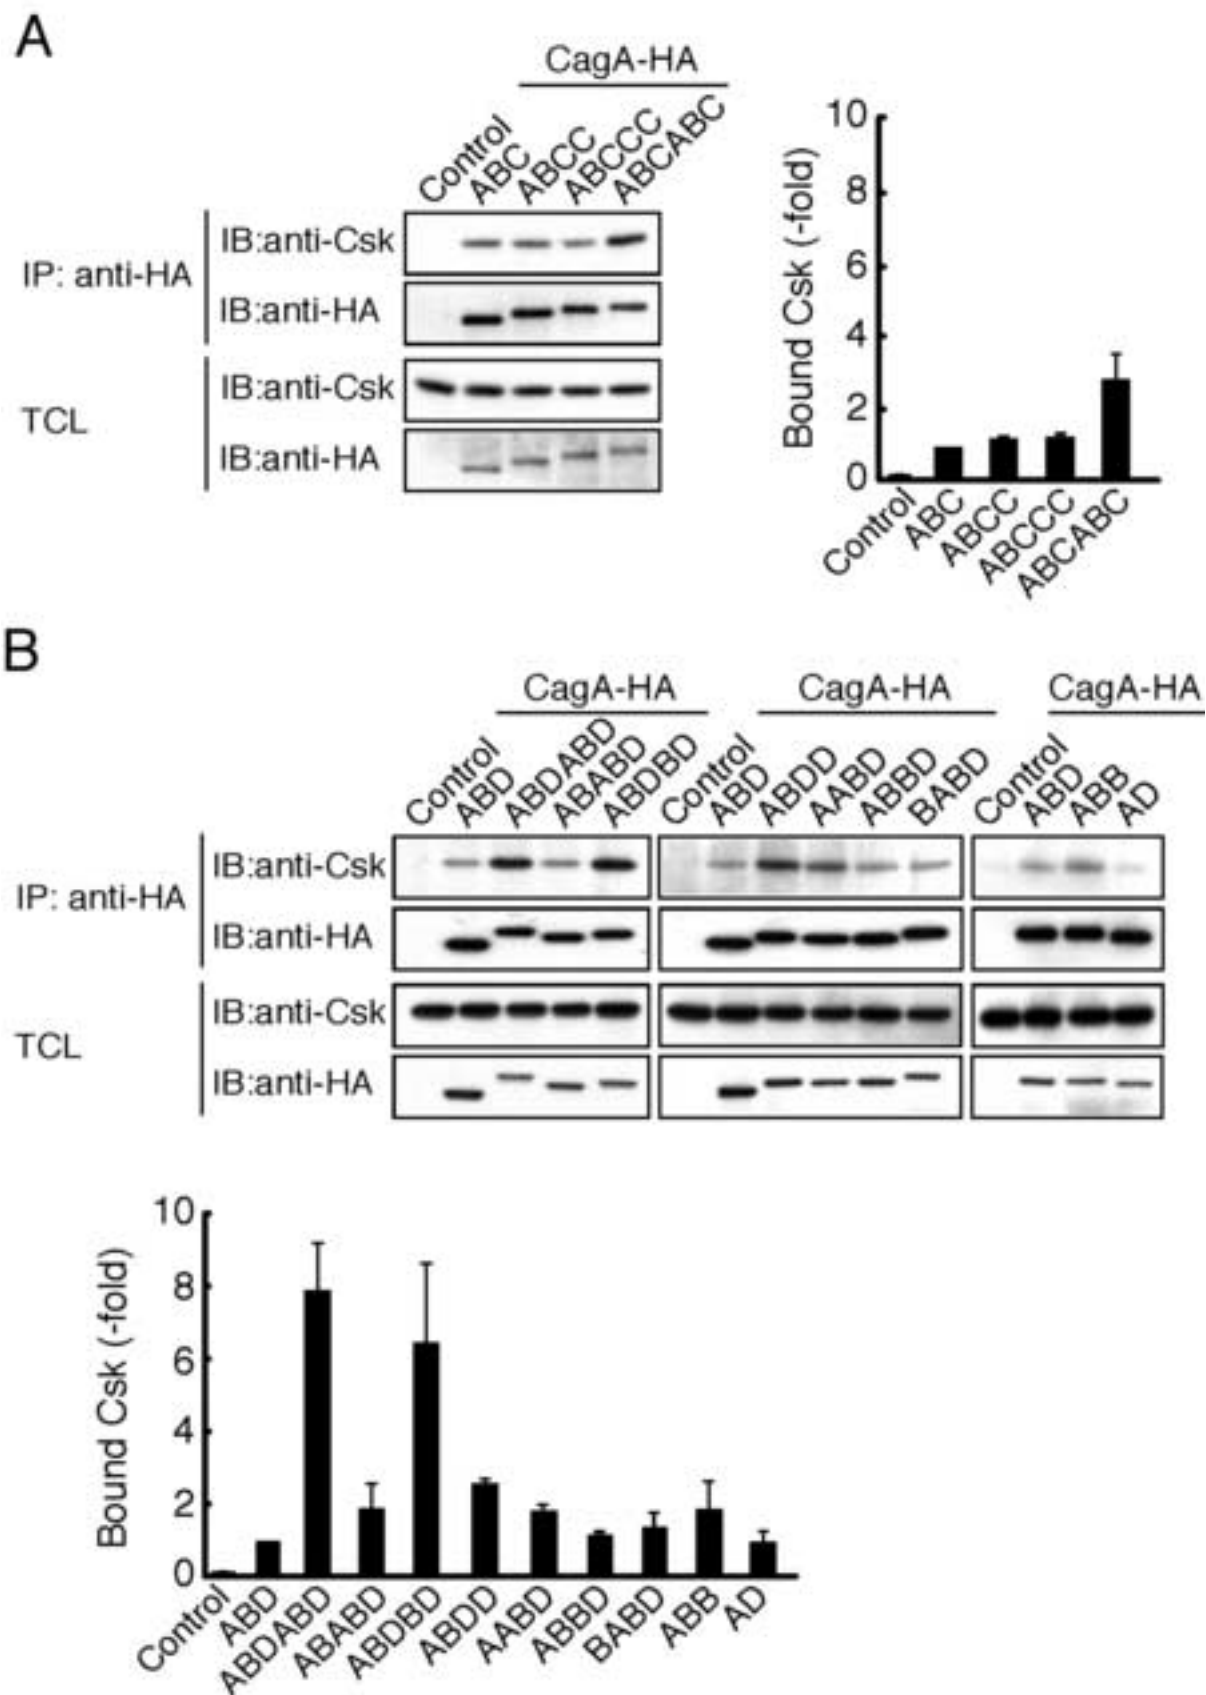 A
CagA-HA
Control
ABC
ABCC
ABCCC
ABCABC
IP: anti-HA
IB:anti-Csk
IB:anti-HA
TCL
IB:anti-Csk
IB:anti-HA
Bound Csk (-fold)
10
8
6
4
2
0
Control
ABC
ABCC
ABCCC
ABCABC
B
CagA-HA
CagA-HA
CagA-HA
Control
ABD
ABDABD
ABABD
ABDBD
Control
ABD
ABDD
AABD
ABBD
BABD
Control
ABD
ABB
AD
IP: anti-HA
IB:anti-Csk
IB:anti-HA
TCL
IB:anti-Csk
IB:anti-HA
Bound Csk (-fold)
10
8
6
4
2
0
Control
ABD
ABDABD
ABABD
ABDBD
ABDD
AABD
ABBD
BABD
ABB
AD